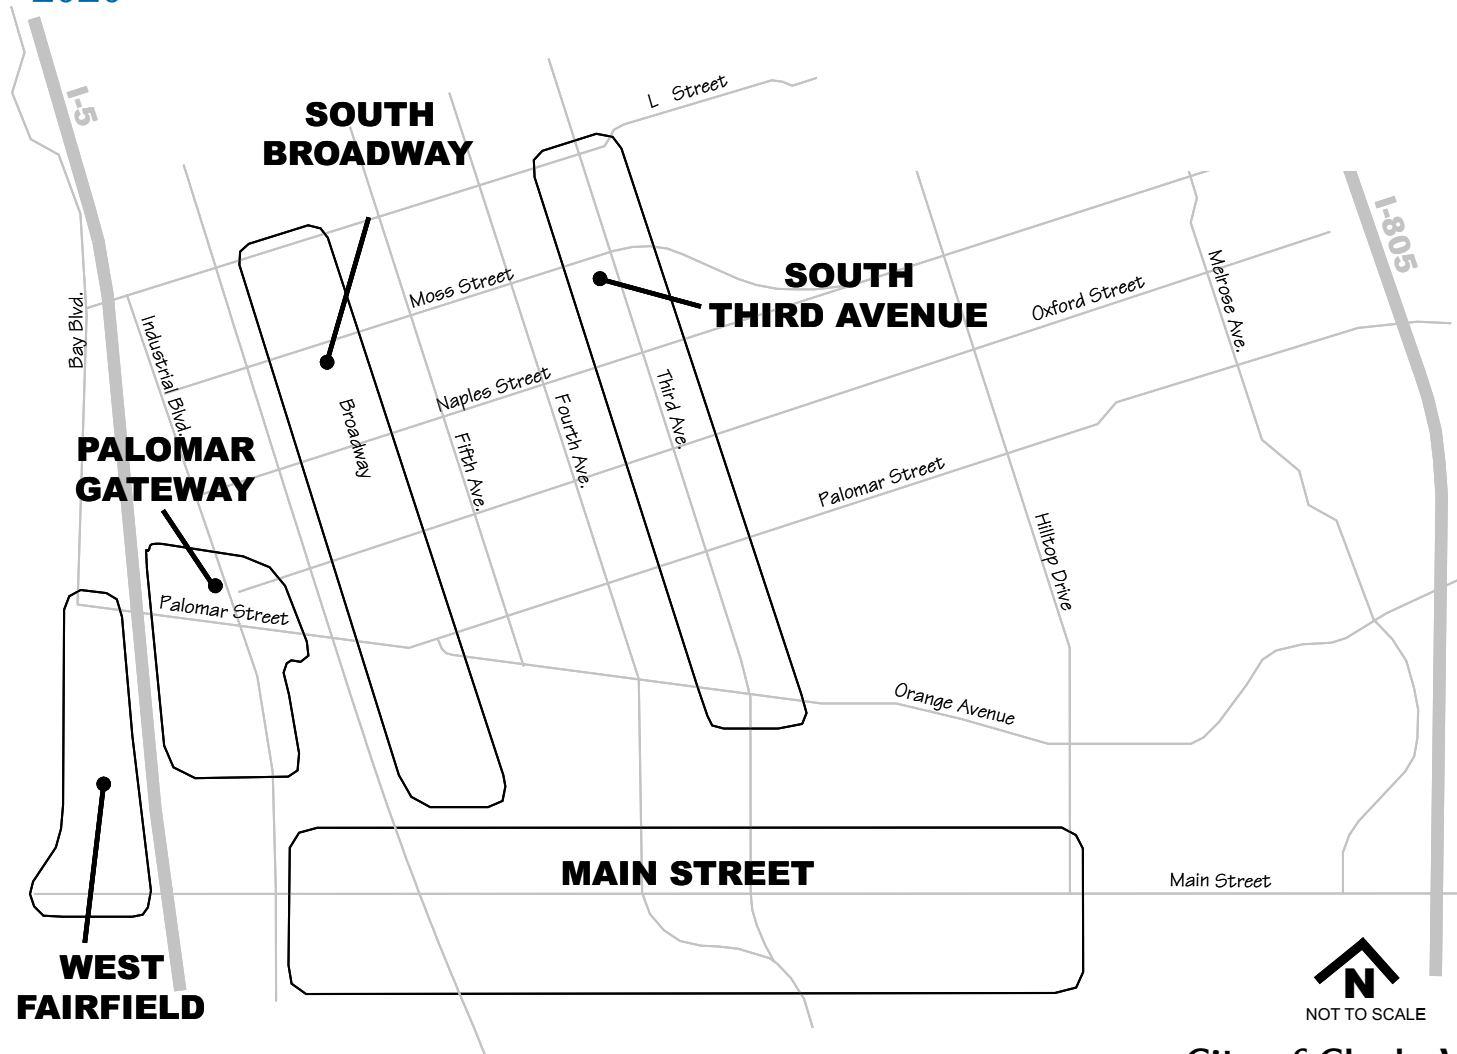 I-5
L Street
SOUTH
BROADWAY
I-805
Moss Street
SOUTH
THIRD AVENUE
Oxford Street
Melrose Ave.
Bay Blvd.
Industrial Blvd.
Naples Street
Broadway
Fifth Ave.
Fourth Ave.
Third Ave.
PALOMAR
GATEWAY
Palomar Street
Hilltop Drive
Palomar Street
Orange Avenue
MAIN STREET
Main Street
WEST
FAIRFIELD
N
NOT TO SCALE